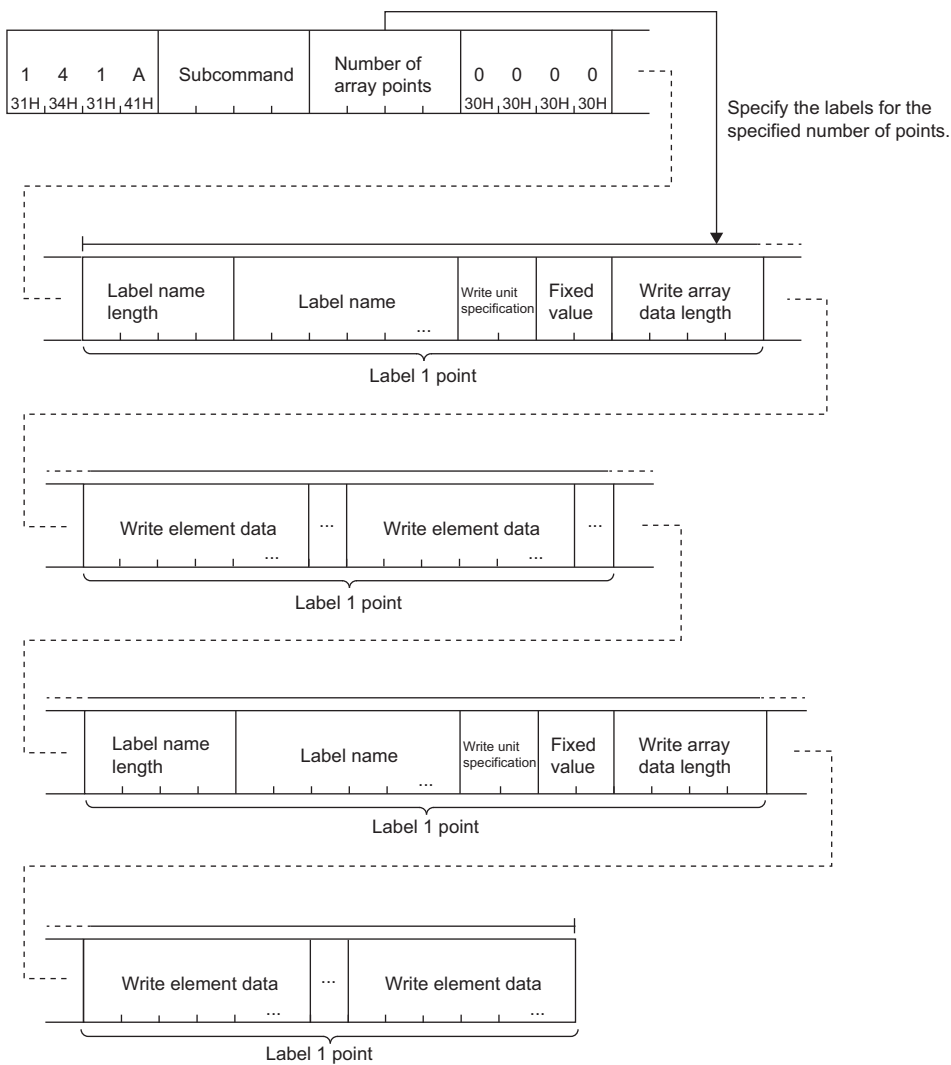 1 4 1 A
31H 34H 31H 41H
Subcommand
Number of
array points
0 0 0 0
30H 30H 30H 30H
Specify the labels for the
specified number of points.
Label name
length
Label name
...
Write unit
specification
Fixed
value
Write array
data length
Label 1 point
Write element data
...
...
Write element data
...
...
Label 1 point
Label name
length
Label name
...
Write unit
specification
Fixed
value
Write array
data length
Label 1 point
Write element data
...
...
Write element data
...
Label 1 point